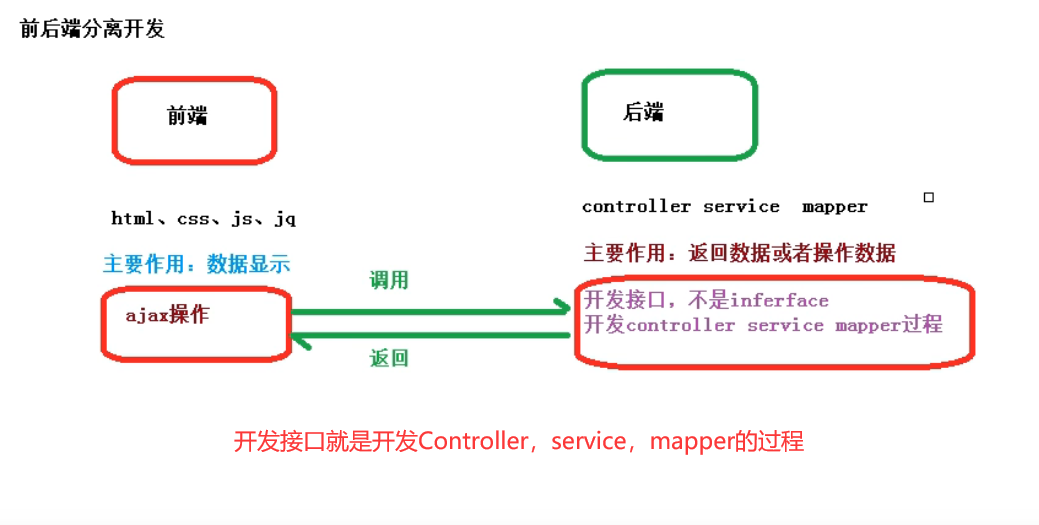 前后端分离开发
前端
后端
html、css、js、jq
controller service mapper
主要作用：数据显示
主要作用：返回数据或者操作数据
调用
ajax操作
开发接口，不是inferface
开发controller service mapper过程
返回
开发接口就是开发Controller，service，mapper的过程